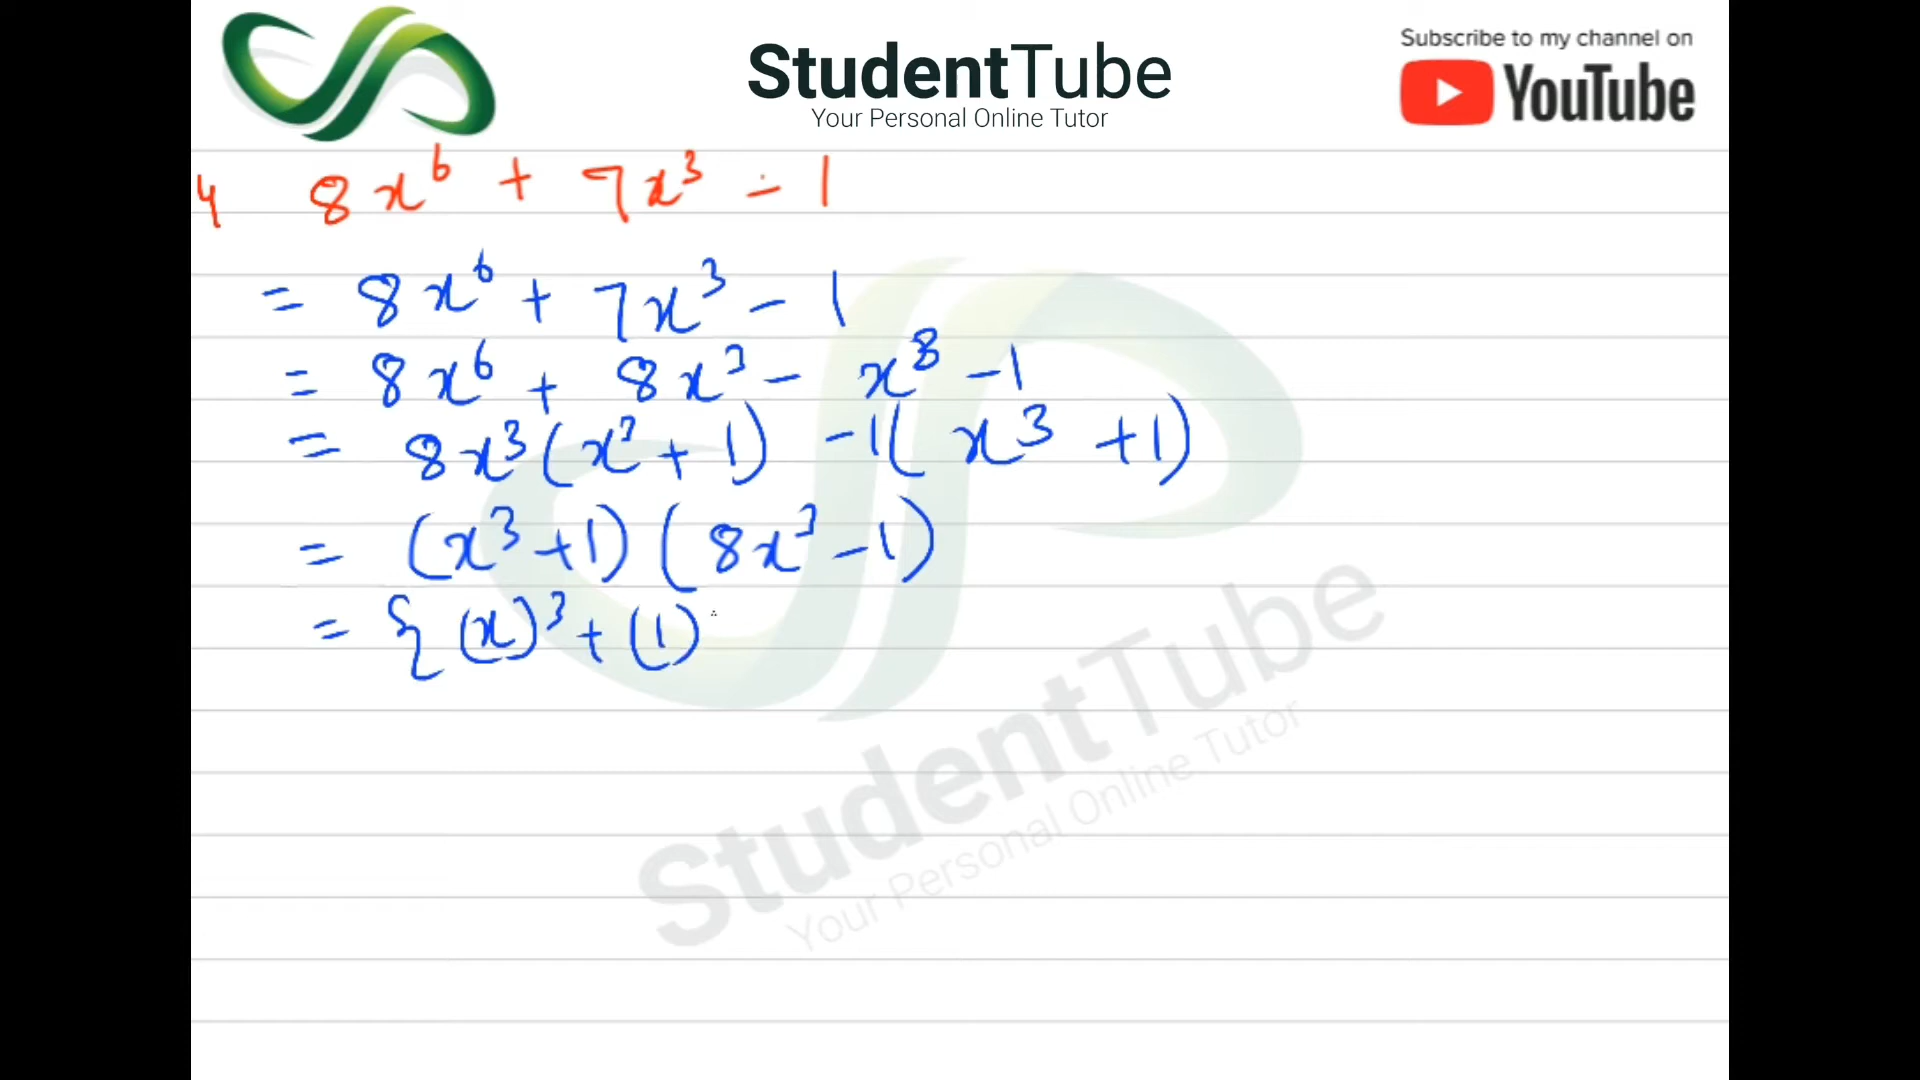 StudentTube
Your Personal Online Tutor
Subscribe to my channel on
YouTube
4 8x⁶ + 7x³ - 1
= 8x⁶ + 7x³ - 1
= 8x⁶ + 8x³ - x³ - 1
= 8x³(x³ + 1) - 1(x³ + 1)
= (x³ + 1)(8x³ - 1)
= {(x)³ + (1)
StudentTube
Your Personal Online Tutor